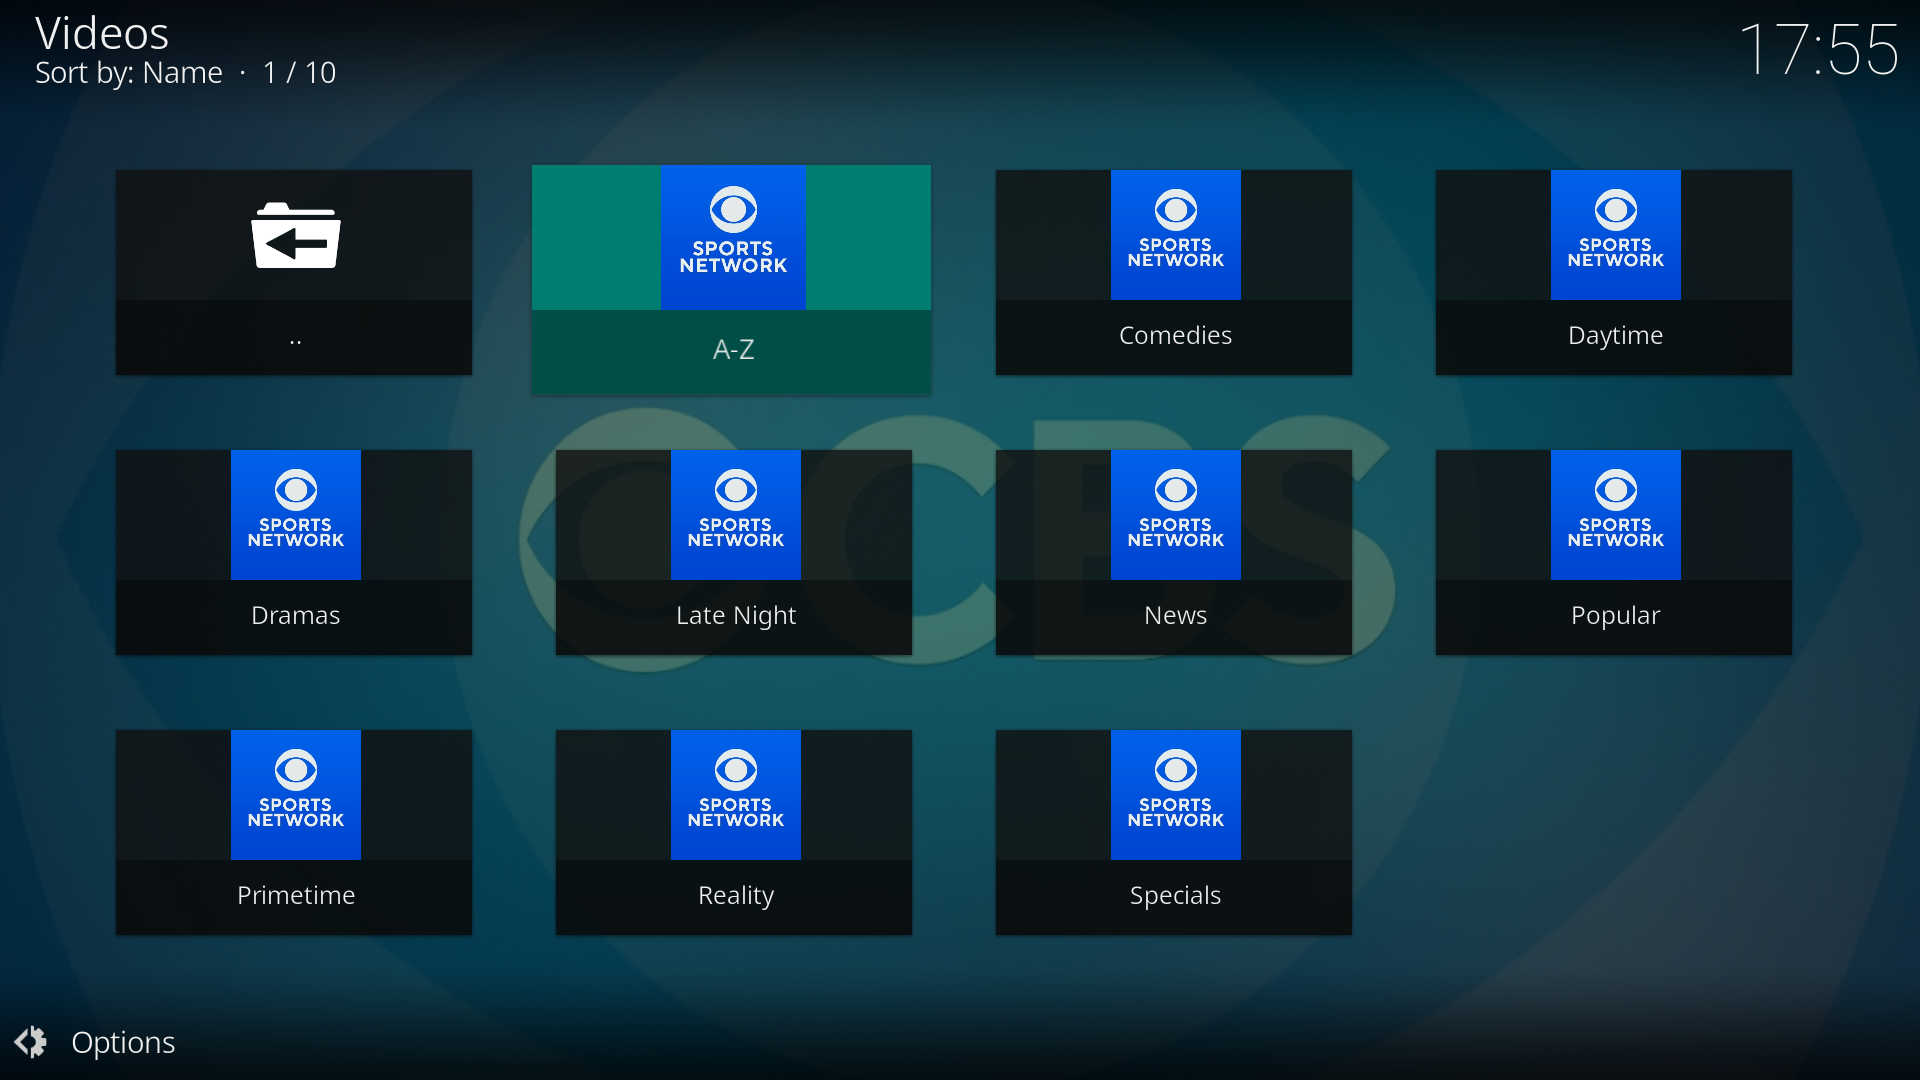 Videos
Sort by: Name · 1 / 10
17:55
..
SPORTS
NETWORK
A-Z
SPORTS
NETWORK
Comedies
SPORTS
NETWORK
Daytime
SPORTS
NETWORK
Dramas
SPORTS
NETWORK
Late Night
SPORTS
NETWORK
News
SPORTS
NETWORK
Popular
CBS
SPORTS
NETWORK
Primetime
SPORTS
NETWORK
Reality
SPORTS
NETWORK
Specials
Options